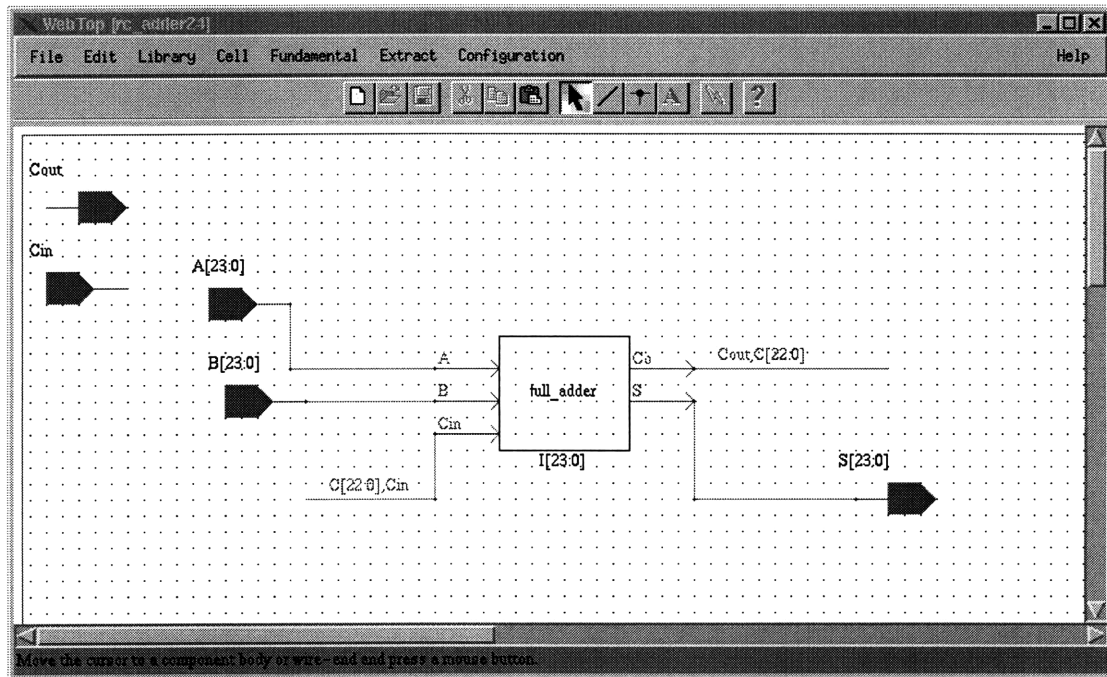 WebTop [rc_adder24]
File Edit Library Cell Fundamental Extract Configuration Help
A ?
Cout
Cin
A[23:0]
B[23:0]
A
B
Cin
full_adder
Co
S
Cout,C[22:0]
I[23:0]
S[23:0]
C[22:0],Cin
Move the cursor to a component body or wire-end and press a mouse button.